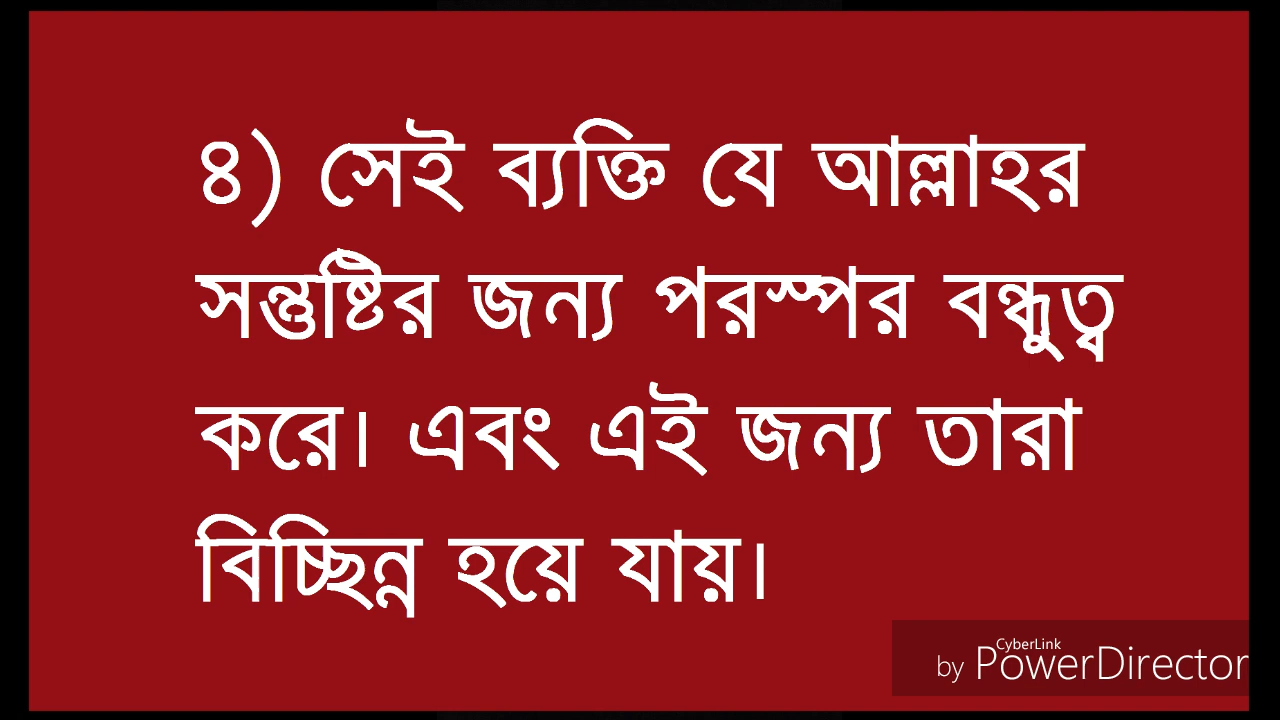 ৪) সেই ব্যক্তি যে আল্লাহর
সন্তুষ্টির জন্য পরস্পর বন্ধুত্ব
করে। এবং এই জন্য তারা
বিচ্ছিন্ন হয়ে যায়।
CyberLink
by PowerDirector